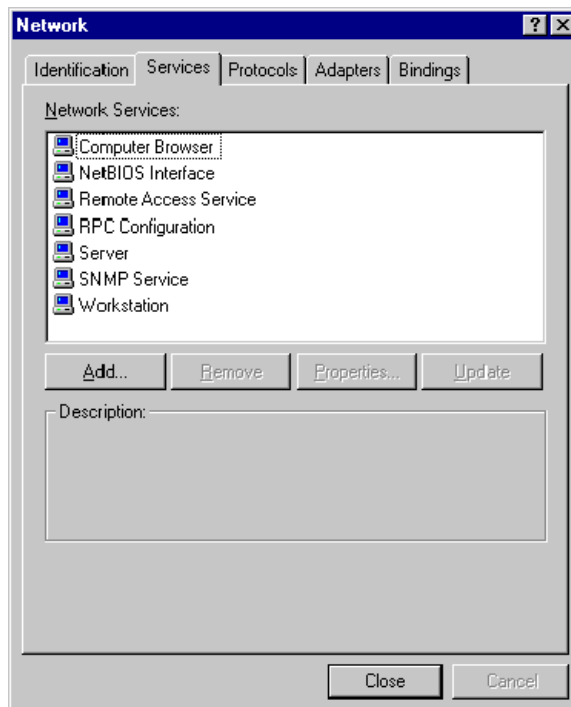 Network
Identification Services Protocols Adapters Bindings
Network Services:
Computer Browser
NetBIOS Interface
Remote Access Service
RPC Configuration
Server
SNMP Service
Workstation
Add... Remove Properties... Update
Description:
Close Cancel